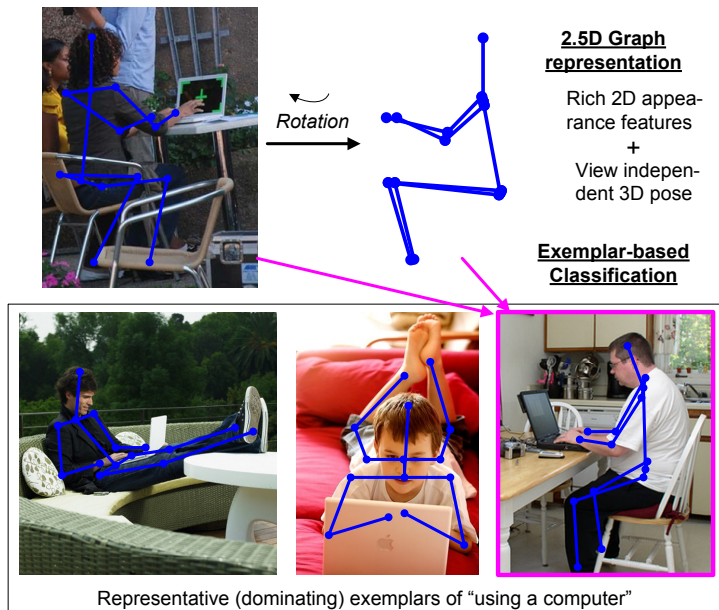 2.5D Graph
representation
Rich 2D appea-
rance features
+
View independ-
dent 3D pose
Rotation
Exemplar-based
Classification
Representative (dominating) exemplars of “using a computer”